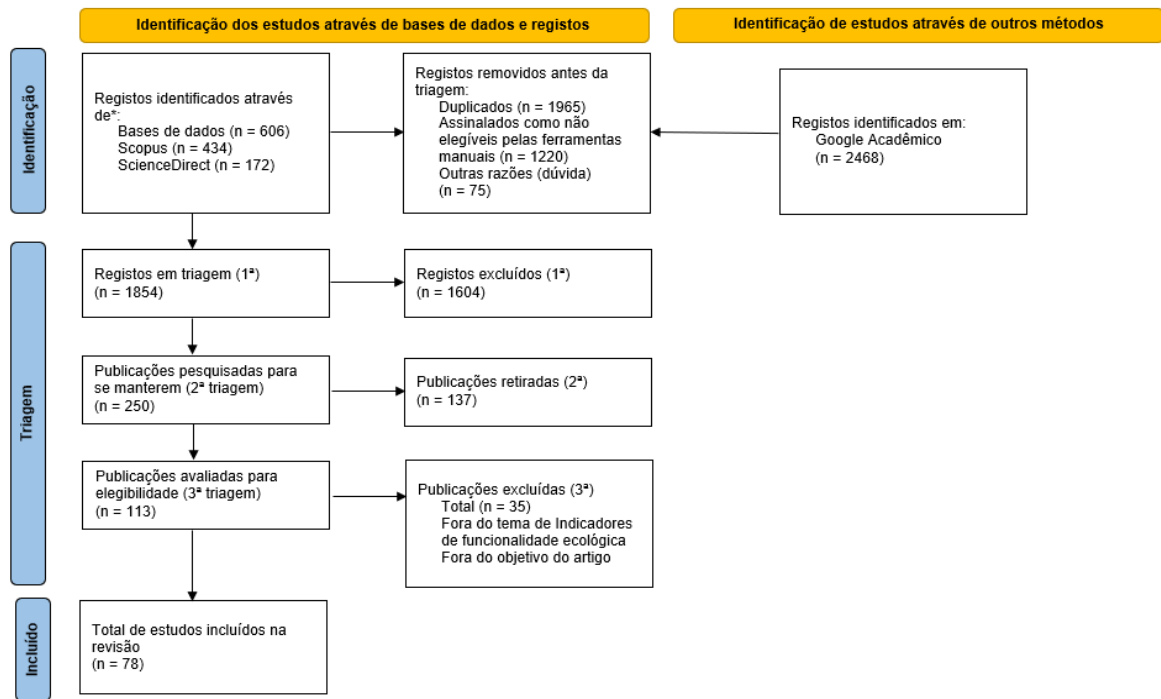 Identificação dos estudos através de bases de dados e registos
Identificação de estudos através de outros métodos
Identificação
Registos identificados através
de*:
Bases de dados (n = 606)
Scopus (n = 434)
ScienceDirect (n = 172)
Registos removidos antes da
triagem:
Duplicados (n = 1965)
Assinalados como não
elegíveis pelas ferramentas
manuais (n = 1220)
Outras razões (dúvida)
(n = 75)
Registos identificados em:
Google Acadêmico
(n = 2468)
Triagem
Registos em triagem (1ª)
(n = 1854)
Registos excluídos (1ª)
(n = 1604)
Publicações pesquisadas para
se manterem (2ª triagem)
(n = 250)
Publicações retiradas (2ª)
(n = 137)
Publicações avaliadas para
elegibilidade (3ª triagem)
(n = 113)
Publicações excluídas (3ª)
Total (n = 35)
Fora do tema de Indicadores
de funcionalidade ecológica
Fora do objetivo do artigo
Incluído
Total de estudos incluídos na
revisão
(n = 78)